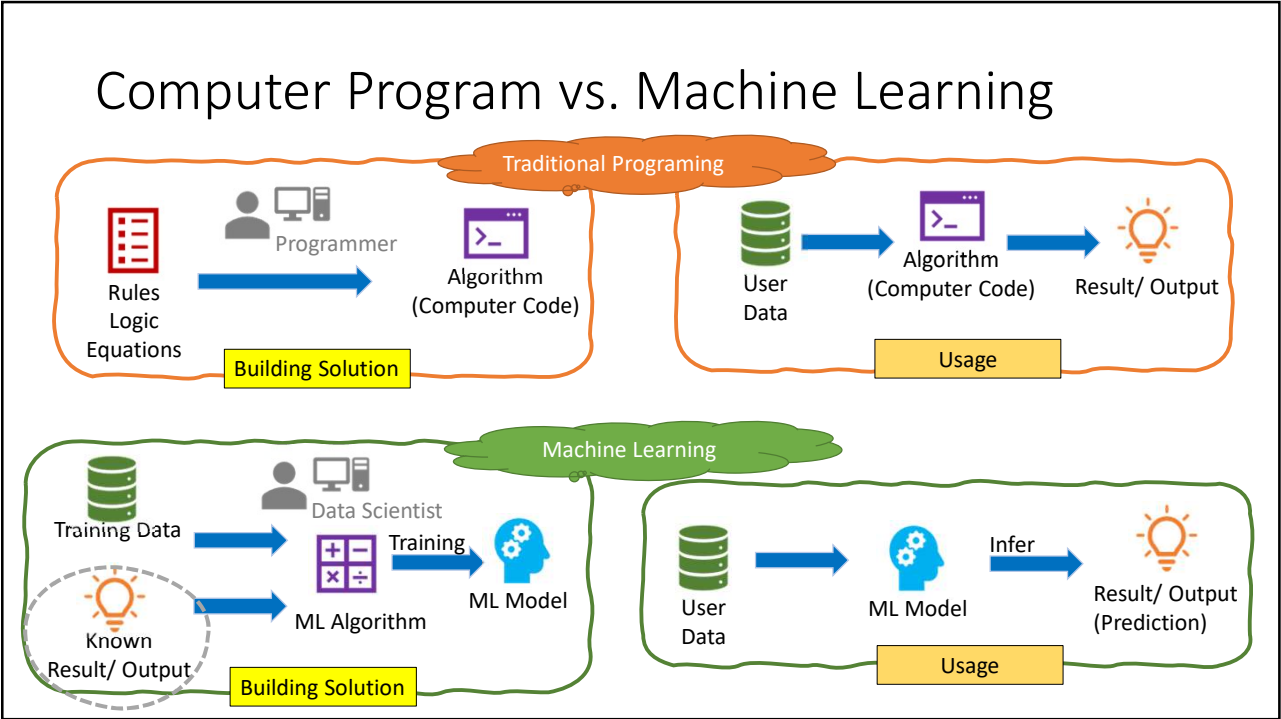 Computer Program vs. Machine Learning
Traditional Programing
Programmer
Rules
Logic
Equations
Algorithm
(Computer Code)
Building Solution
User
Data
Algorithm
(Computer Code)
Result/ Output
Usage
Machine Learning
Training Data
Data Scientist
Training
Known
Result/ Output
ML Algorithm
ML Model
Building Solution
User
Data
ML Model
Infer
Result/ Output
(Prediction)
Usage